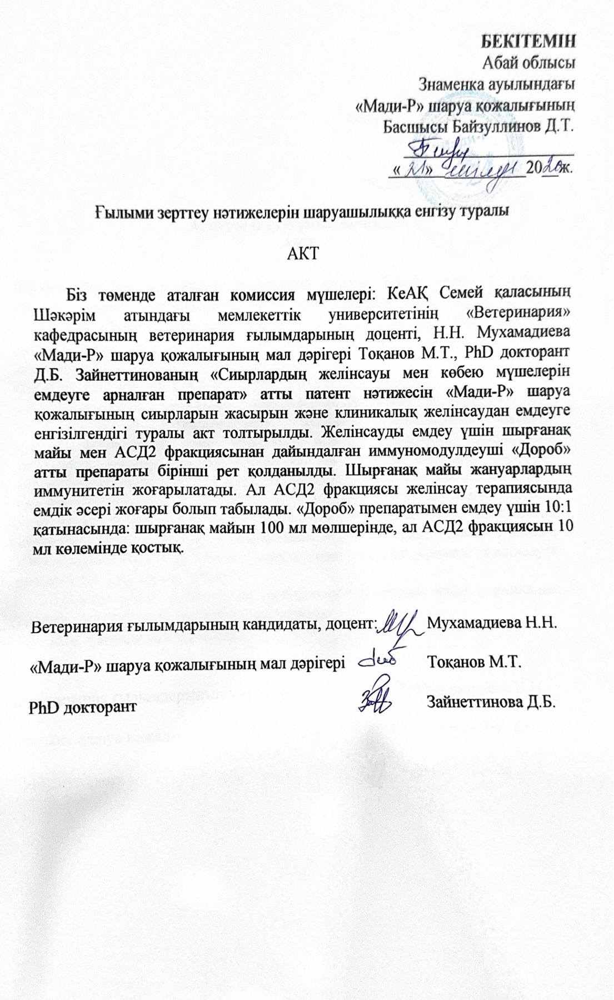 БЕКІТЕМІН
Абай облысы
Знаменка ауылындағы
«Мади-Р» шаруа қожалығының
Басшысы Байзуллинов Д.Т.
«21» шілде 2020ж.
Ғылыми зерттеу нәтижелерін шаруашылыққа енгізу туралы
АКТ
Біз төменде аталған комиссия мүшелері: КеАҚ Семей қаласының
Шәкәрім атындағы мемлекеттік университетінің «Ветеринария»
кафедрасының ветеринария ғылымдарының доценті, Н.Н. Мухамадиева
«Мади-Р» шаруа қожалығының мал дәрігері Тоқанов М.Т., PhD докторант
Д.Б. Зайнеттинованың «Сиырлардың желінсауы мен көбею мүшелерін
емдеуге арналған препарат» атты патент нәтижесін «Мади-Р» шаруа
қожалығының сиырларын жасырын және клиникалық желінсаудан емдеуге
енгізілгендігі туралы акт толтырылды. Желінсауды емдеу үшін шырғанақ
майы мен АСД2 фракциясынан дайындалған иммуномодулдеуші «Дороб»
атты препараты бірінші рет қолданылды. Шырғанақ майы жануарлардың
иммунитетін жоғарылатады. Ал АСД2 фракциясы желінсау терапиясында
емдік әсері жоғары болып табылады. «Дороб» препаратымен емдеу үшін 10:1
қатынасында: шырғанақ майын 100 мл мөлшерінде, ал АСД2 фракциясын 10
мл көлемінде қостық.
Ветеринария ғылымдарының кандидаты, доцент: Мухамадиева Н.Н.
«Мади-Р» шаруа қожалығының мал дәрігері Тоқанов М.Т.
PhD докторант Зайнеттинова Д.Б.